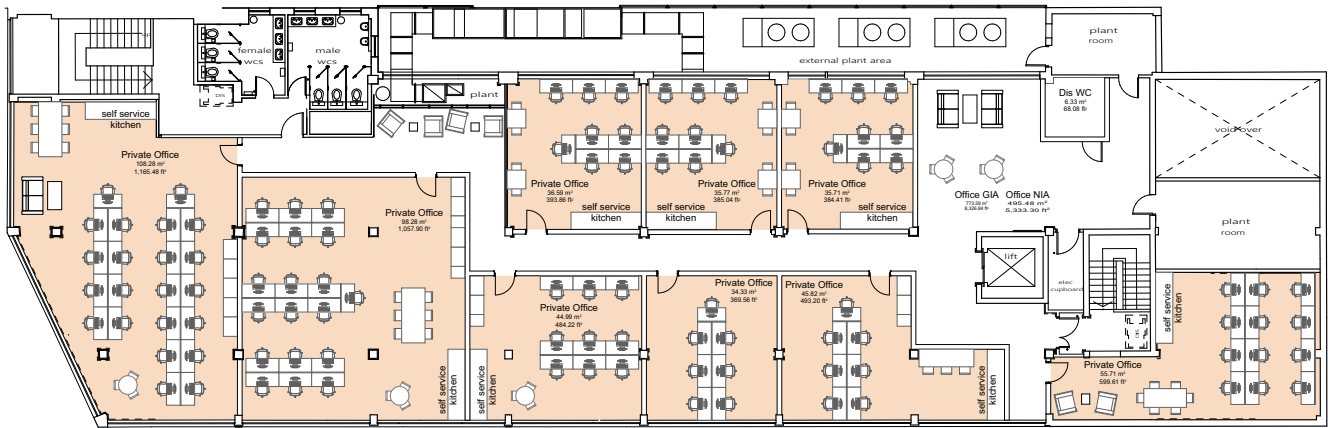 female
wcs
male
wcs
DIS
plant
external plant area
plant
room
Dis WC
6.33 m²
68.08 ft²
void over
self service
kitchen
Private Office
108.28 m²
1,165.48 ft²
Private Office
98.28 m²
1,057.90 ft²
Private Office
36.59 m²
393.86 ft²
self service
kitchen
Private Office
35.77 m²
385.04 ft²
self service
kitchen
Private Office
35.71 m²
384.41 ft²
self service
kitchen
Office GIA
773.59 m²
Office NIA
495.48 m²
5,333.30 ft²
plant
room
lift
elec
cupboard
DIS
self service
kitchen
Private Office
44.99 m²
484.22 ft²
self service
kitchen
self service
kitchen
Private Office
34.33 m²
369.56 ft²
Private Office
45.82 m²
493.20 ft²
self service
kitchen
Private Office
55.71 m²
599.61 ft²